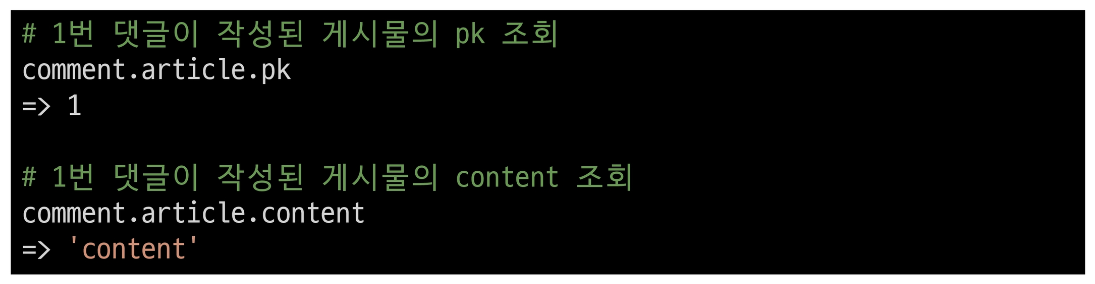 # 1번 댓글이 작성된 게시물의 pk 조회
comment.article.pk
=> 1
# 1번 댓글이 작성된 게시물의 content 조회
comment.article.content
=> 'content'